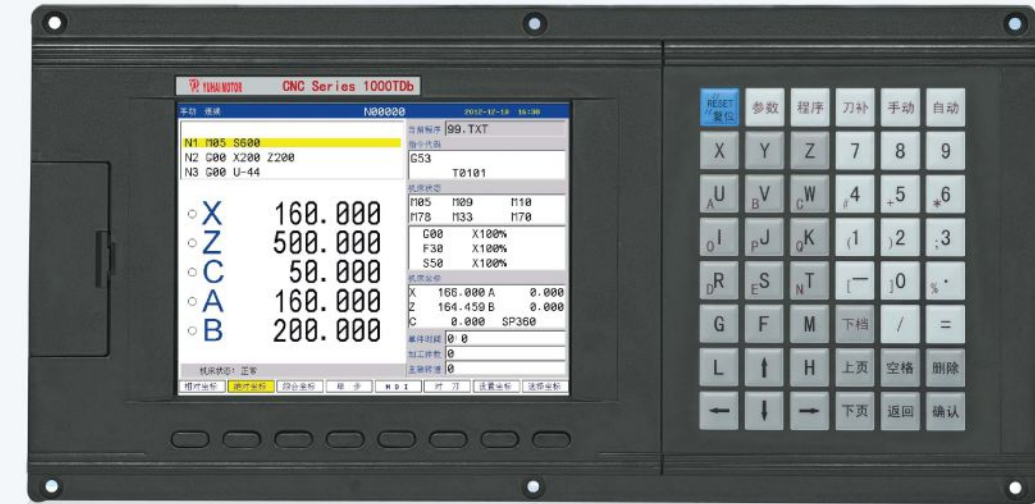 YUHAI MOTOR CNC Series 1000TDb
手动 连续 N00000 2012-12-18 16:30
当前程序 99.TXT
N1 M05 S600
N2 G00 X200 Z200
N3 G00 U-44
指令代码
G53
T0101
机床状态
M05 M09 M10
M78 M33 M70
G00 X100%
F30 X100%
S50 X100%
X 160.000
Z 500.000
C 50.000
A 160.000
B 200.000
机床坐标
X 166.000 A 0.000
Z 164.459 B 0.000
C 0.000 SP360
单件时间 0: 0
加工件数 0
主轴转速 0
机床状态: 正常
相对坐标 绝对坐标 综合坐标 单 步 M D I 对 刀 设置坐标 选择坐标
// RESET // 复位 参数 程序 刀补 手动 自动
X Y Z 7 8 9
A U B V C W # 4 + 5 * 6
O I P J Q K ( 1 ) 2 ; 3
D R E S N T [ — ] 0 % ·
G F M 下档 / =
L ↑ H 上页 空格 删除
← ↓ → 下页 返回 确认